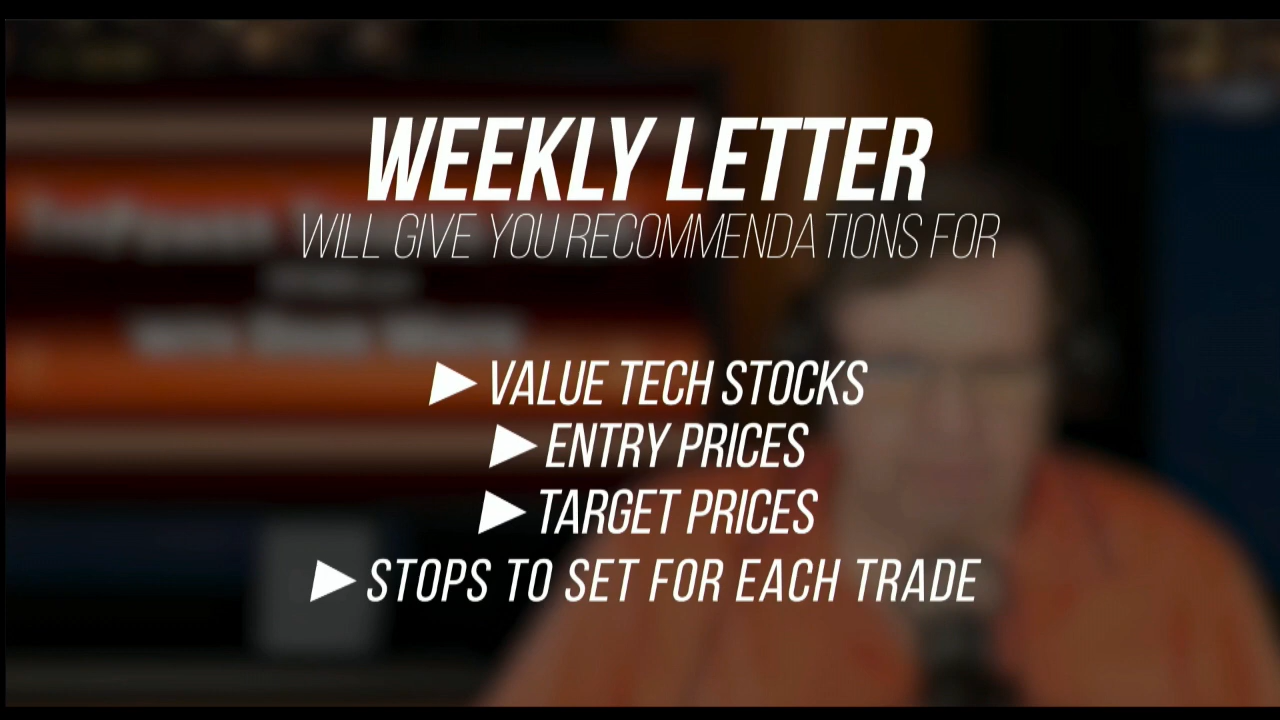 WEEKLY LETTER
WILL GIVE YOU RECOMMENDATIONS FOR
▶ VALUE TECH STOCKS
▶ ENTRY PRICES
▶ TARGET PRICES
▶ STOPS TO SET FOR EACH TRADE